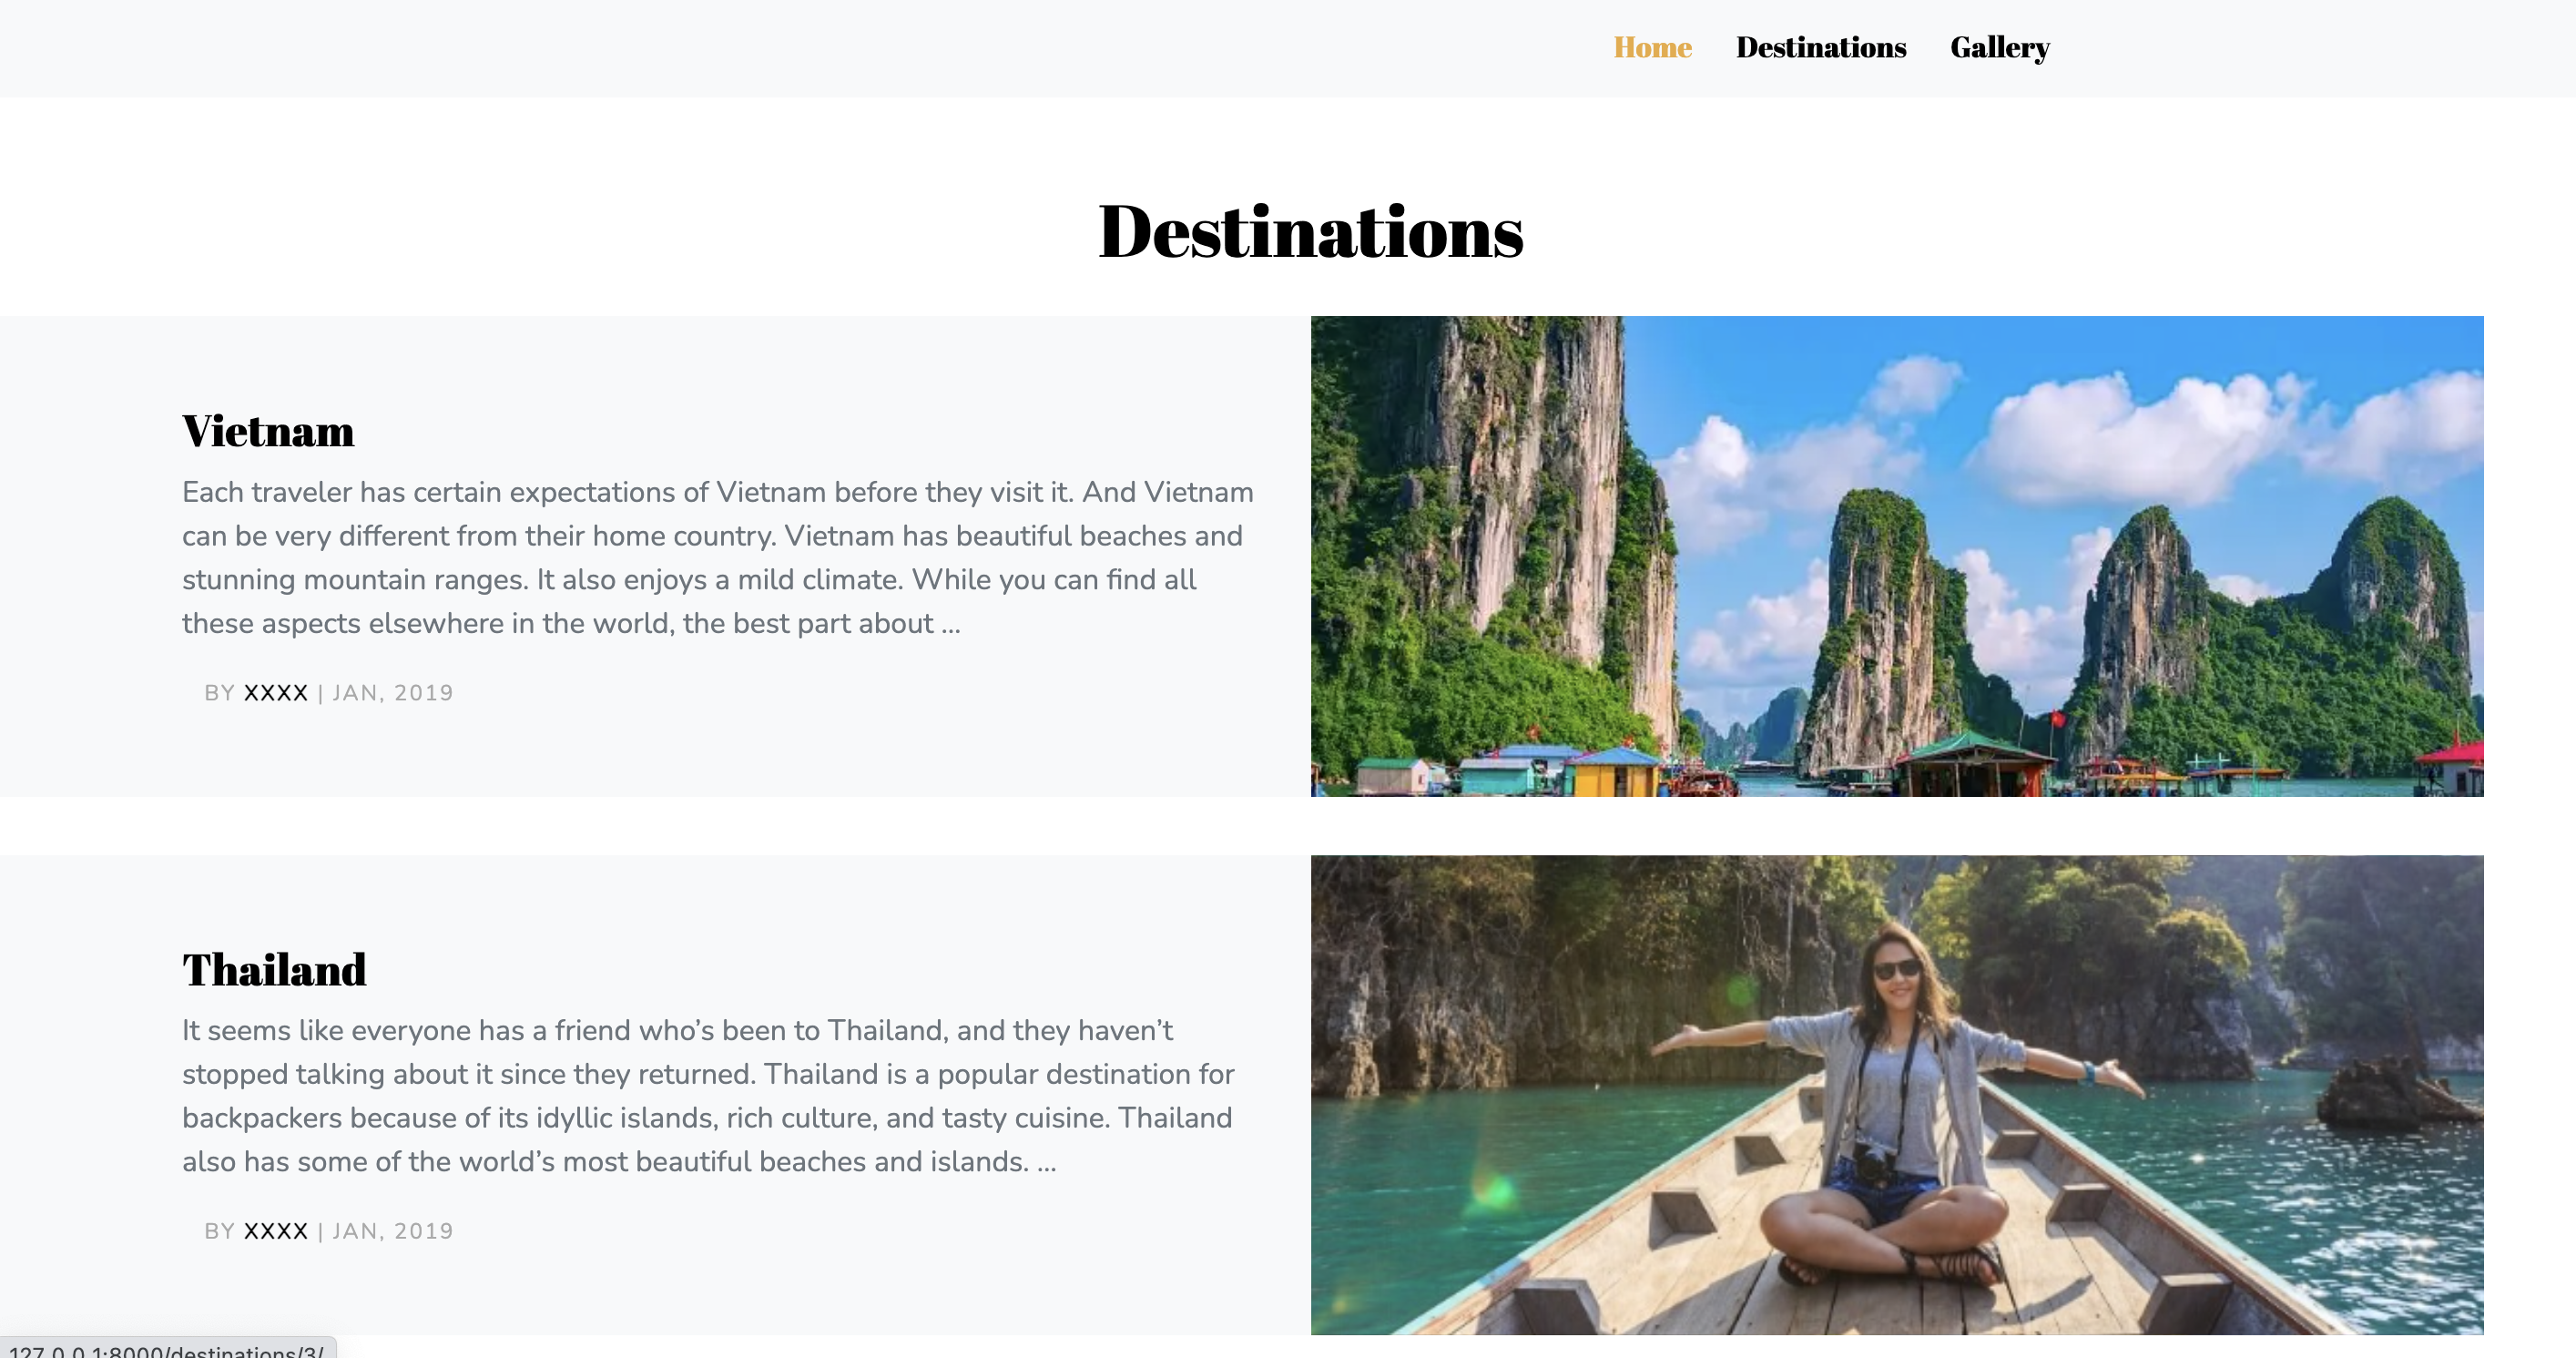 Home Destinations Gallery
Destinations
Vietnam
Each traveler has certain expectations of Vietnam before they visit it. And Vietnam
can be very different from their home country. Vietnam has beautiful beaches and
stunning mountain ranges. It also enjoys a mild climate. While you can find all
these aspects elsewhere in the world, the best part about ...
BY XXXX | JAN, 2019
Thailand
It seems like everyone has a friend who’s been to Thailand, and they haven’t
stopped talking about it since they returned. Thailand is a popular destination for
backpackers because of its idyllic islands, rich culture, and tasty cuisine. Thailand
also has some of the world’s most beautiful beaches and islands. ...
BY XXXX | JAN, 2019
127.0.0.1:8000/destinations/3/